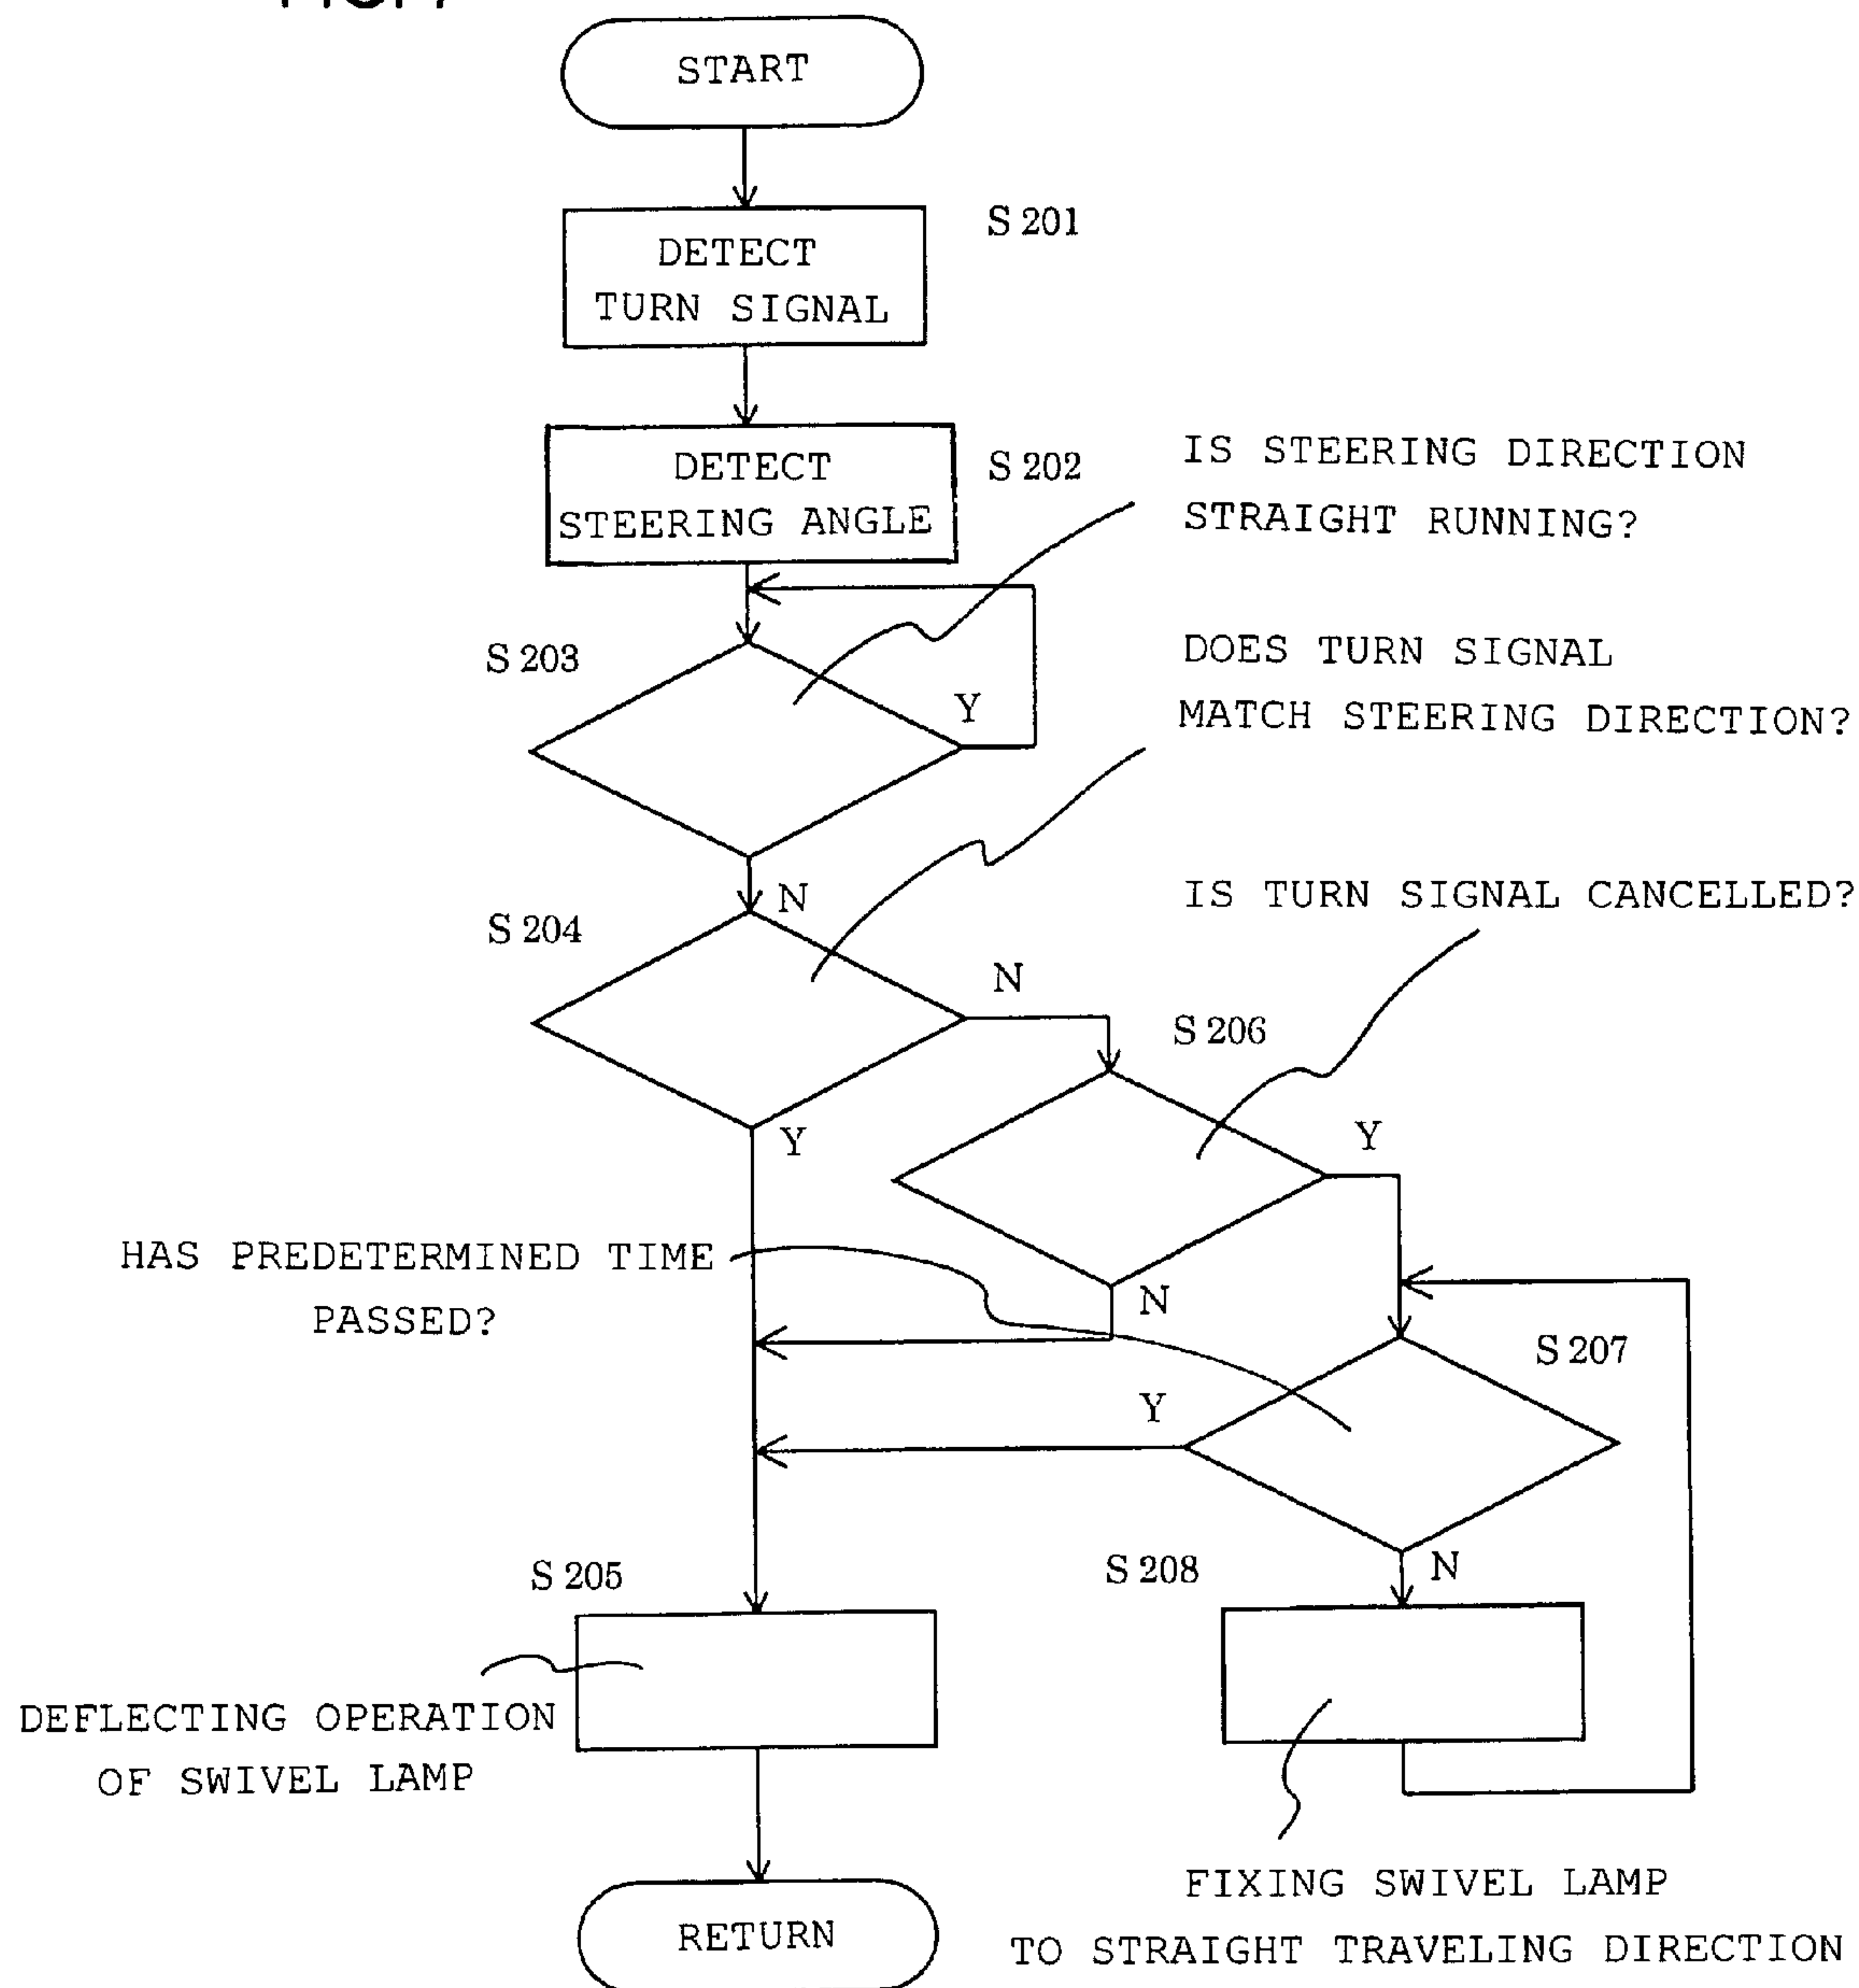 START
S 201
DETECT
TURN SIGNAL
S 202
DETECT
STEERING ANGLE
IS STEERING DIRECTION
STRAIGHT RUNNING?
S 203
Y
DOES TURN SIGNAL
MATCH STEERING DIRECTION?
N
S 204
N
IS TURN SIGNAL CANCELLED?
S 206
Y
Y
HAS PREDETERMINED TIME
PASSED?
N
S 207
Y
N
S 205
S 208
DEFLECTING OPERATION
OF SWIVEL LAMP
FIXING SWIVEL LAMP
TO STRAIGHT TRAVELING DIRECTION
RETURN